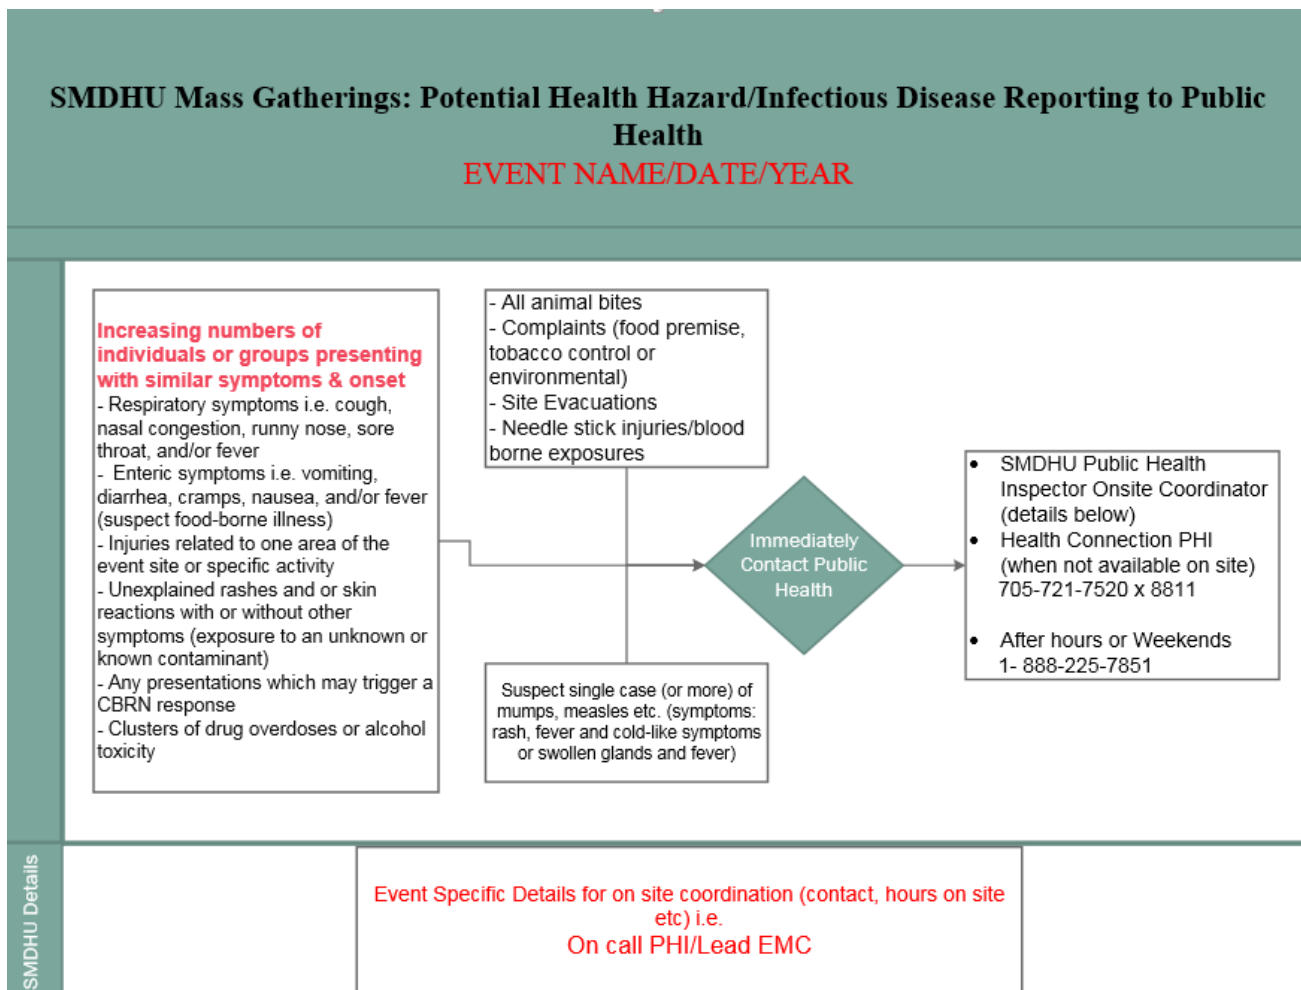 SMDHU Mass Gatherings: Potential Health Hazard/Infectious Disease Reporting to Public
Health
EVENT NAME/DATE/YEAR
Increasing numbers of
individuals or groups presenting
with similar symptoms & onset
- Respiratory symptoms i.e. cough,
nasal congestion, runny nose, sore
throat, and/or fever
- Enteric symptoms i.e. vomiting,
diarrhea, cramps, nausea, and/or fever
(suspect food-borne illness)
- Injuries related to one area of the
event site or specific activity
- Unexplained rashes and or skin
reactions with or without other
symptoms (exposure to an unknown or
known contaminant)
- Any presentations which may trigger a
CBRN response
- Clusters of drug overdoses or alcohol
toxicity
- All animal bites
- Complaints (food premise,
tobacco control or
environmental)
- Site Evacuations
- Needle stick injuries/blood
borne exposures
Suspect single case (or more) of
mumps, measles etc. (symptoms:
rash, fever and cold-like symptoms
or swollen glands and fever)
Immediately
Contact Public
Health
• SMDHU Public Health
Inspector Onsite Coordinator
(details below)
• Health Connection PHI
(when not available on site)
705-721-7520 x 8811
• After hours or Weekends
1- 888-225-7851
SMDHU Details
Event Specific Details for on site coordination (contact, hours on site
etc) i.e.
On call PHI/Lead EMC